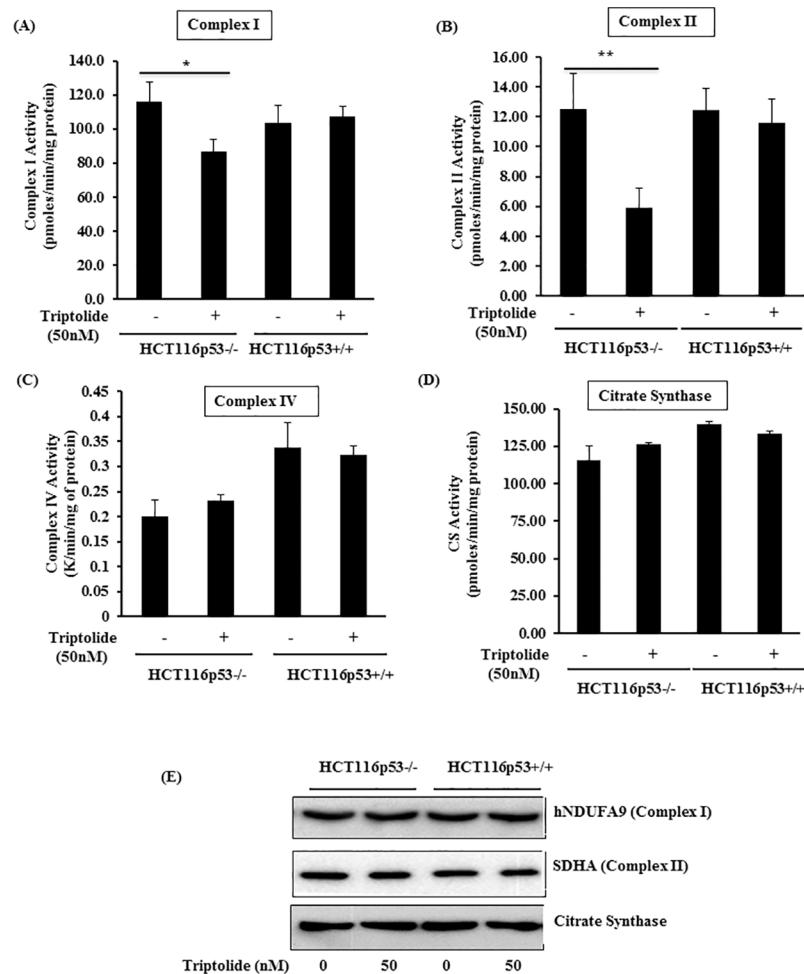 (A)
Complex I
*
Complex I Activity
(pmoles/min/mg protein)
140.0
120.0
100.0
80.0
60.0
40.0
20.0
0.0
Triptolide - + - +
(50nM)
HCT116p53-/- HCT116p53+/+
(B)
Complex II
**
Complex II Activity
(pmoles/min/mg protein)
16.00
14.00
12.00
10.00
8.00
6.00
4.00
2.00
0.00
Triptolide - + - +
(50nM)
HCT116p53-/- HCT116p53+/+
(C)
Complex IV
Complex IV Activity
(K/min/mg of protein)
0.45
0.4
0.35
0.3
0.25
0.2
0.15
0.1
0.05
0
Triptolide - + - +
(50nM)
HCT116p53-/- HCT116p53+/+
(D)
Citrate Synthase
CS Activity
(pmoles/min/mg protein)
150.00
125.00
100.00
75.00
50.00
25.00
0.00
Triptolide - + - +
(50nM)
HCT116p53-/- HCT116p53+/+
(E)
HCT116p53-/- HCT116p53+/+
hNDUFA9 (Complex I)
SDHA (Complex II)
Citrate Synthase
Triptolide (nM) 0 50 0 50